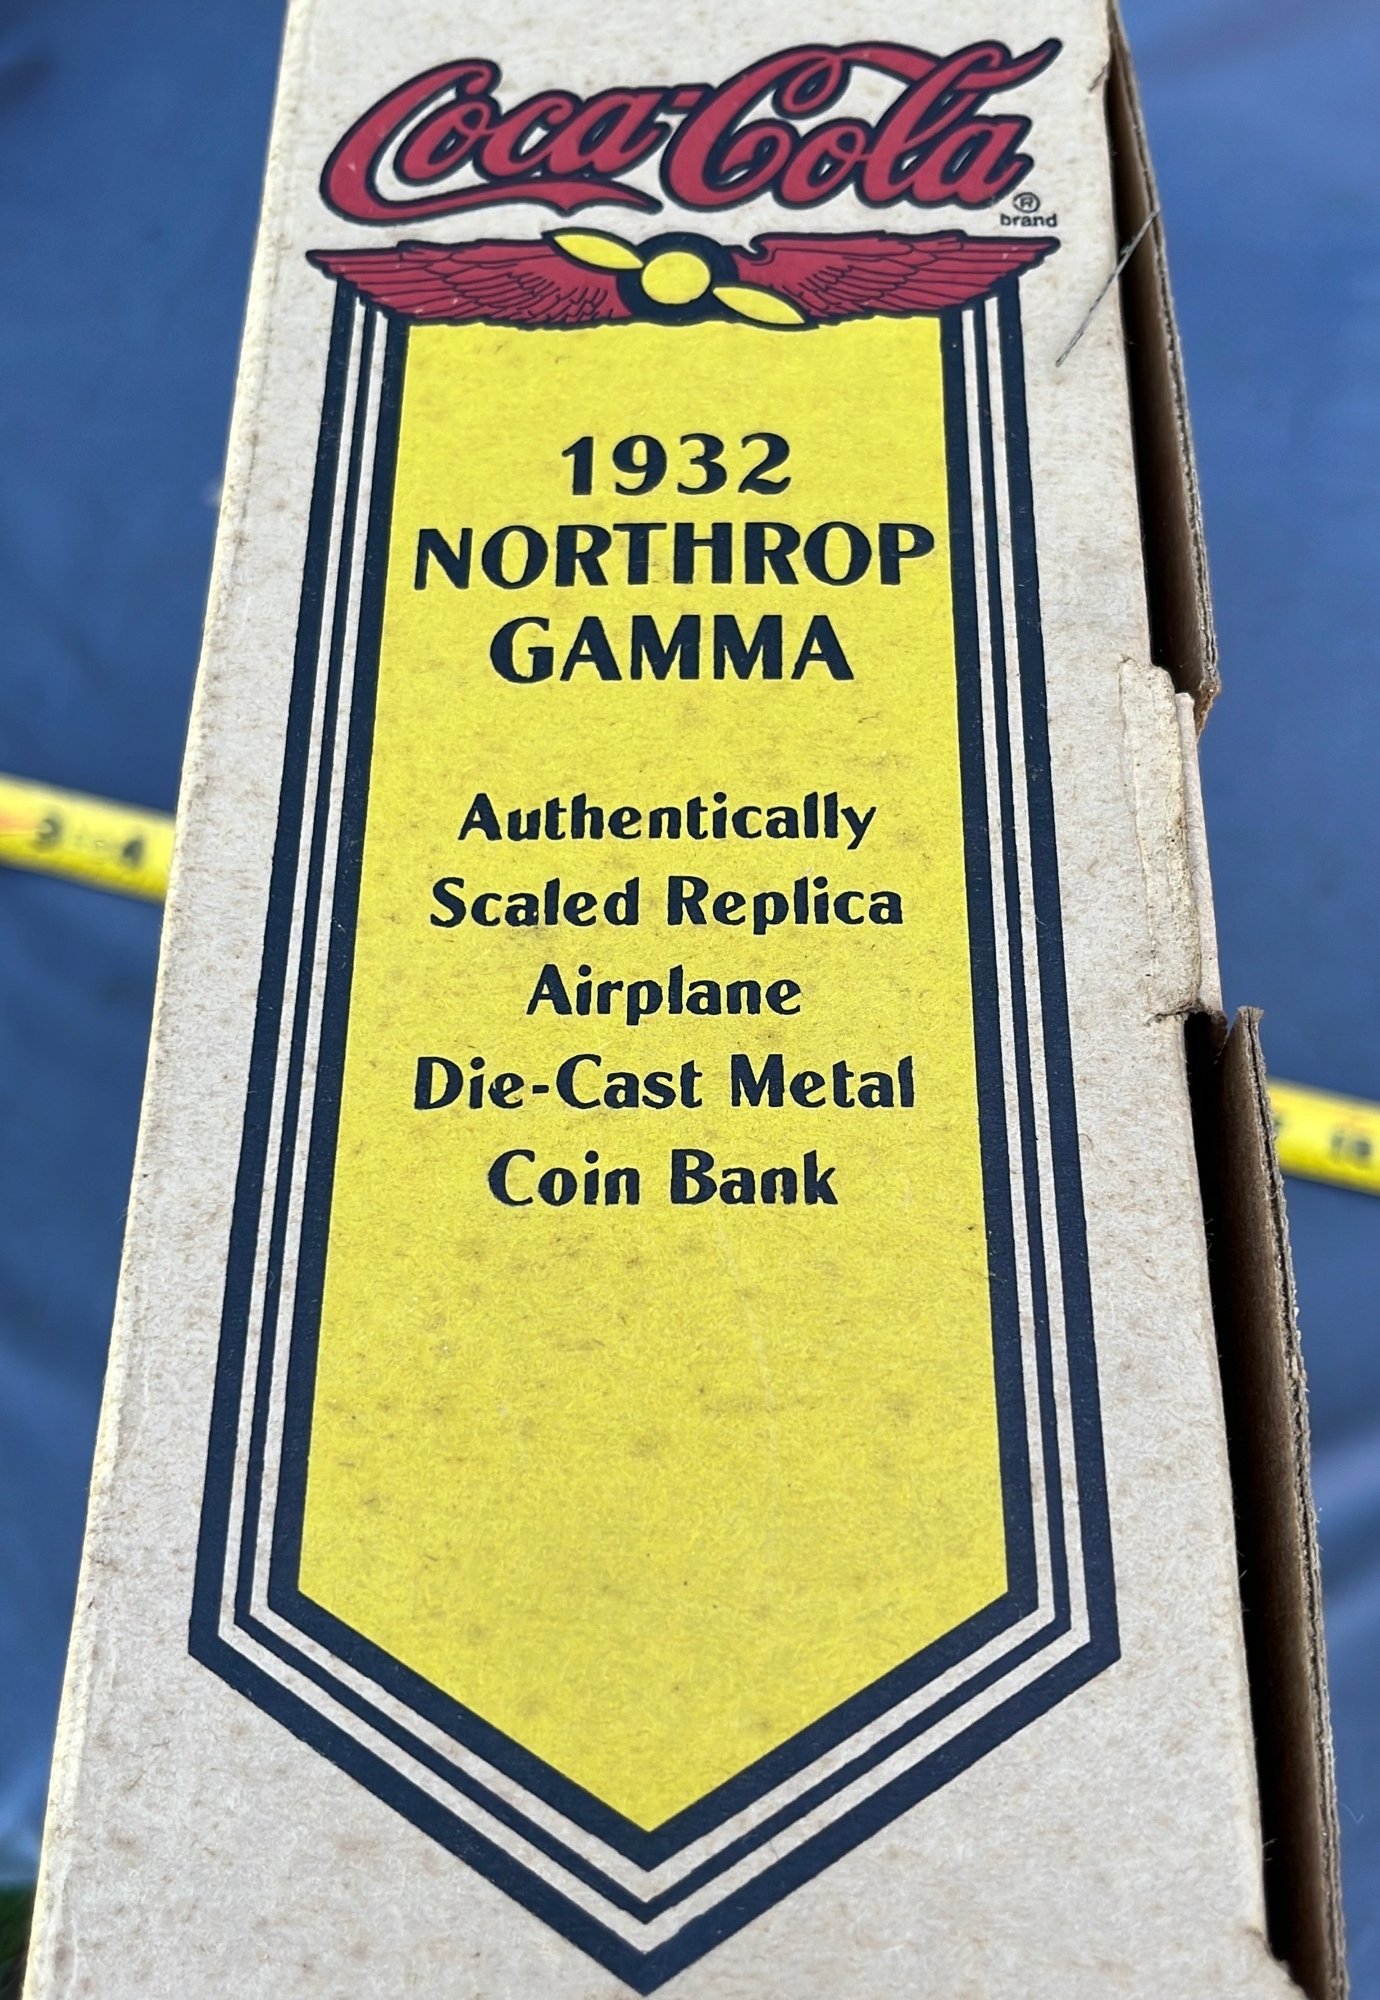 Coca-Cola
®
brand
1932
NORTHROP
GAMMA
Authentically
Scaled Replica
Airplane
Die-Cast Metal
Coin Bank